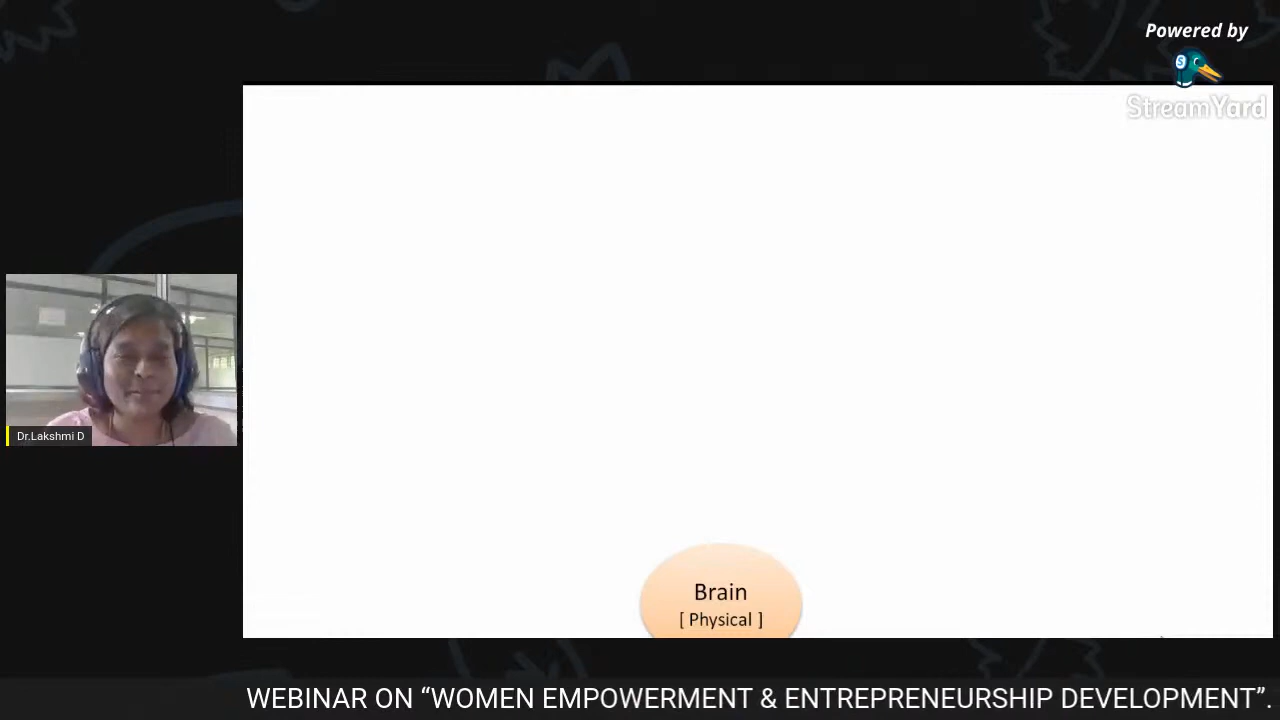 Powered by
StreamYard
Brain
[ Physical ]
Dr.Lakshmi D
WEBINAR ON “WOMEN EMPOWERMENT & ENTREPRENEURSHIP DEVELOPMENT”.